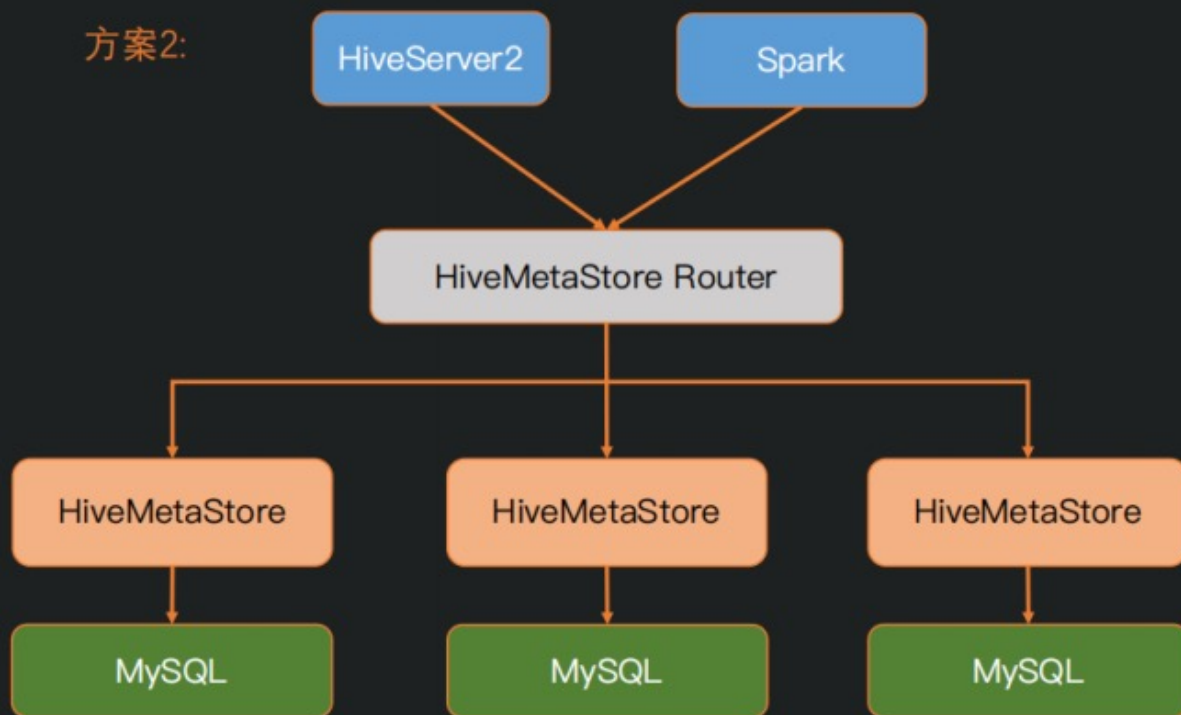 方案2:
HiveServer2
Spark
HiveMetaStore Router
HiveMetaStore
HiveMetaStore
HiveMetaStore
MySQL
MySQL
MySQL